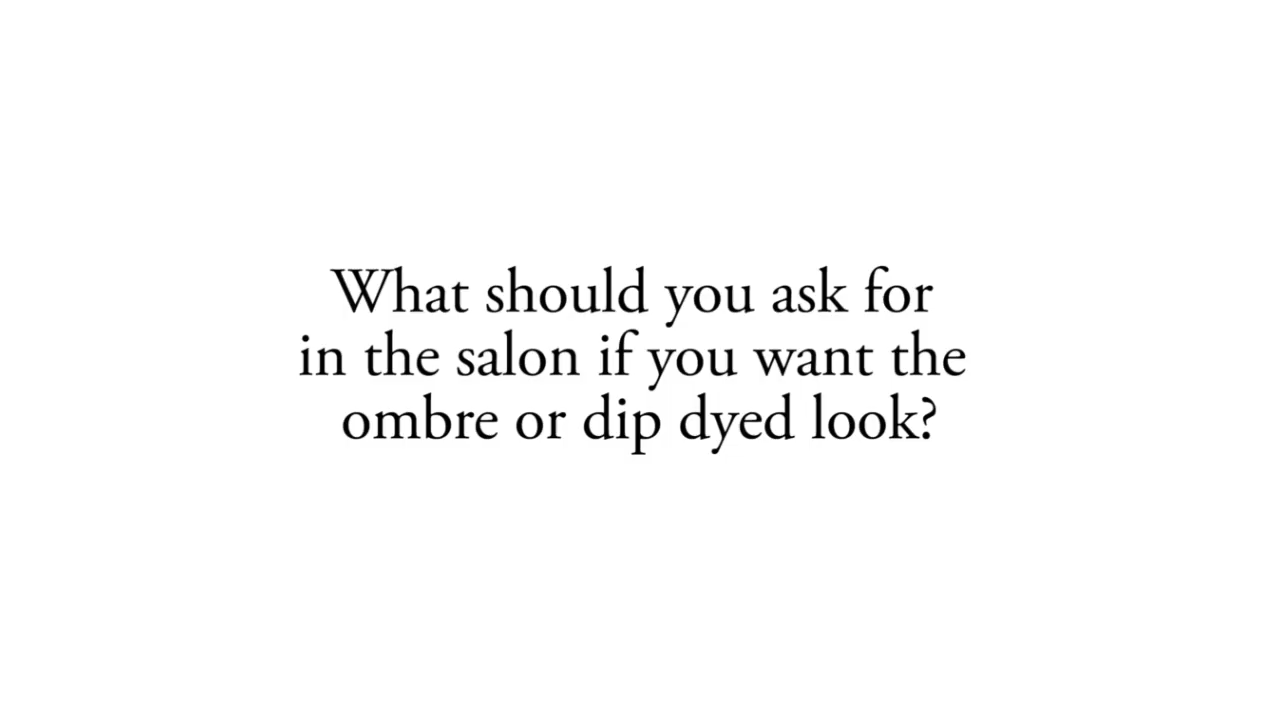 What should you ask for
in the salon if you want the
ombre or dip dyed look?